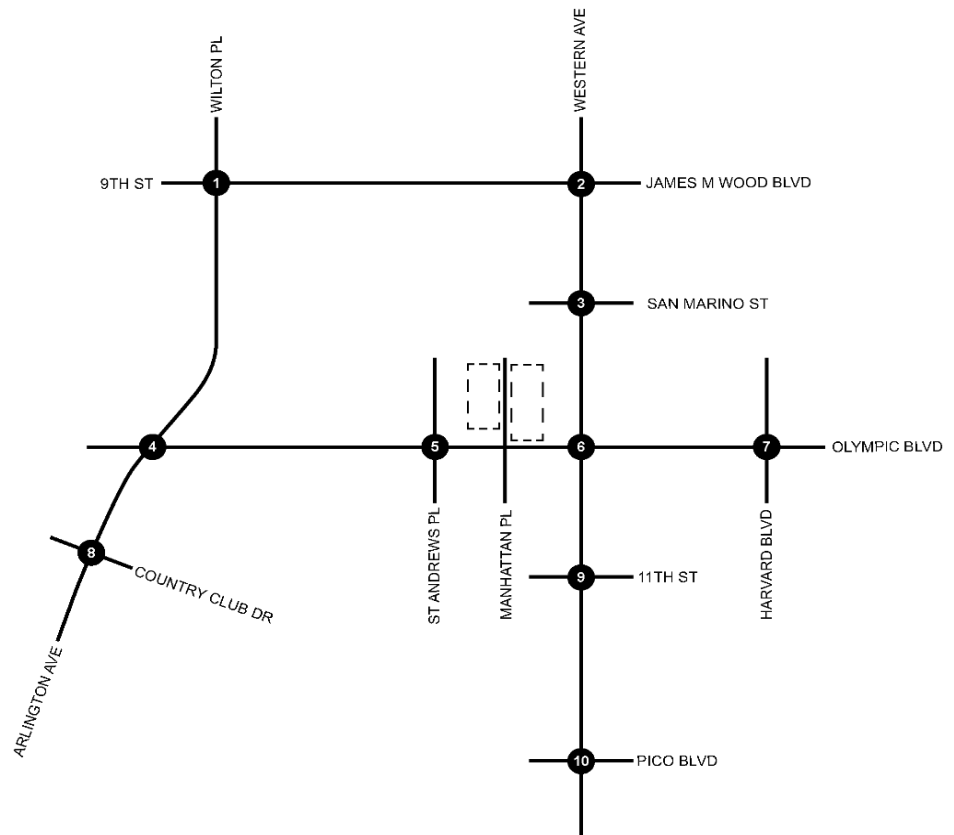 WILTON PL
WESTERN AVE
9TH ST
1
2
JAMES M WOOD BLVD
3
SAN MARINO ST
4
5
6
7
OLYMPIC BLVD
ST ANDREWS PL
MANHATTAN PL
HARVARD BLVD
8
COUNTRY CLUB DR
9
11TH ST
ARLINGTON AVE
10
PICO BLVD